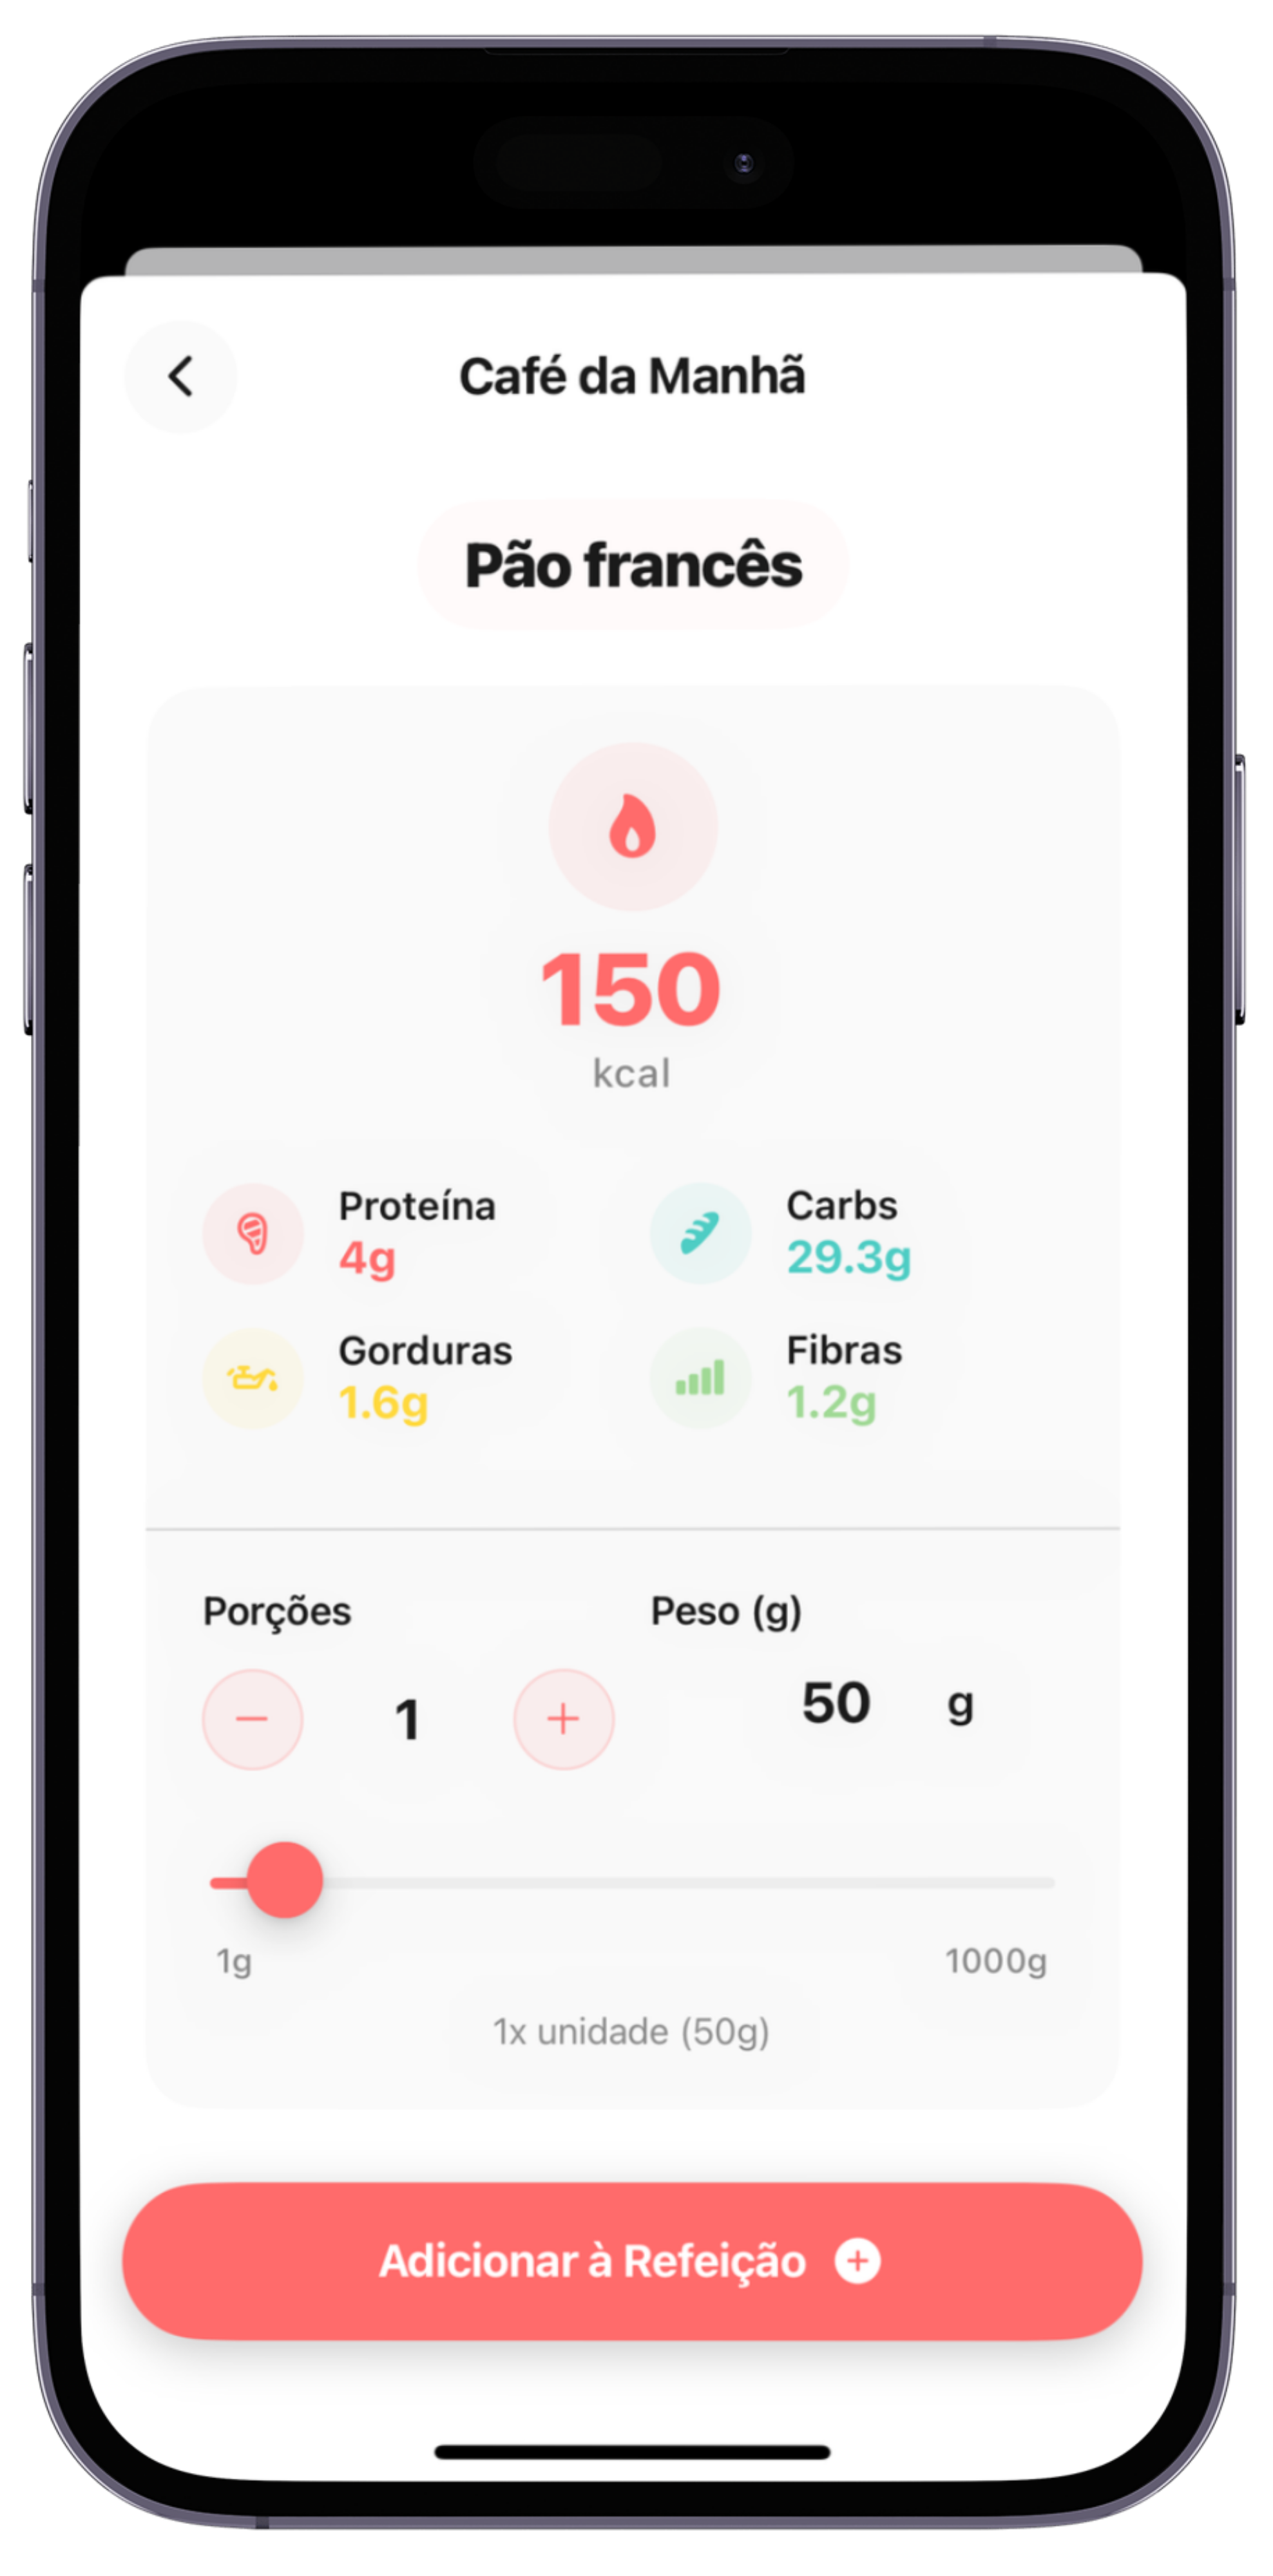 Café da Manhã
Pão francês
150
kcal
Proteína
4g
Carbs
29.3g
Gorduras
1.6g
Fibras
1.2g
Porções
Peso (g)
1
50 g
1g
1000g
1x unidade (50g)
Adicionar à Refeição